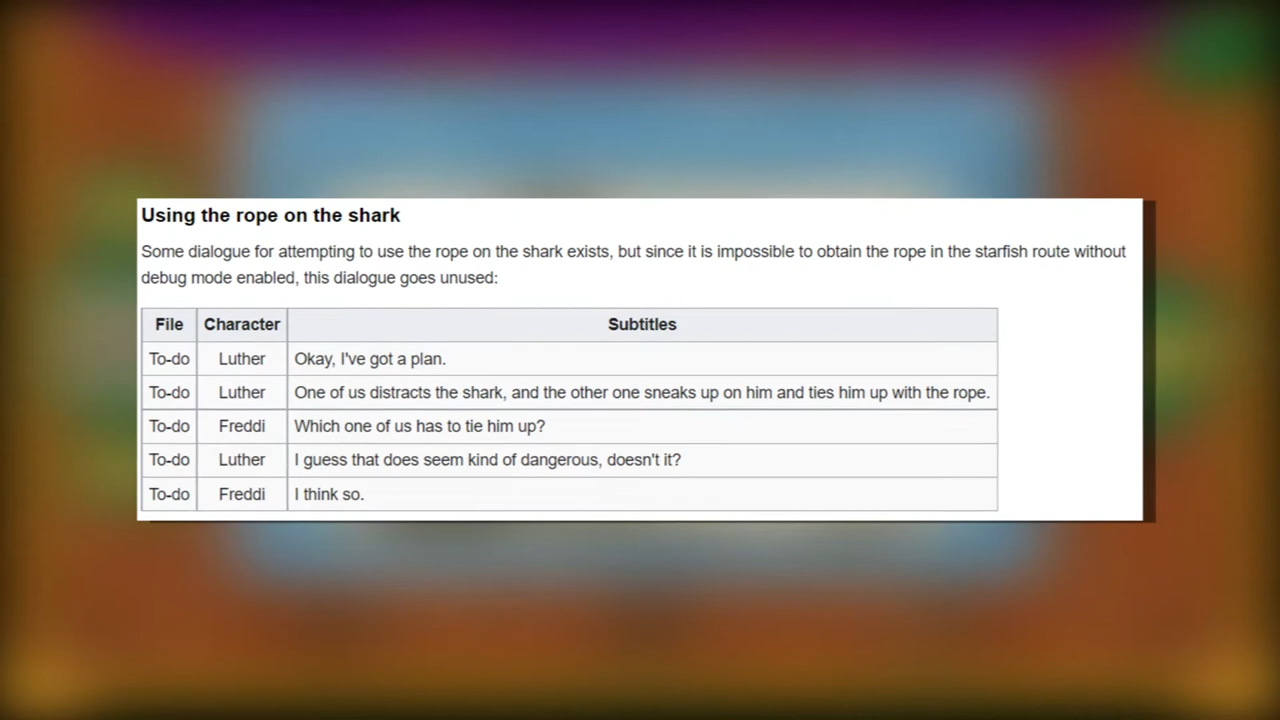 Using the rope on the shark
Some dialogue for attempting to use the rope on the shark exists, but since it is impossible to obtain the rope in the starfish route without
debug mode enabled, this dialogue goes unused:
File Character Subtitles
To-do Luther Okay, I've got a plan.
To-do Luther One of us distracts the shark, and the other one sneaks up on him and ties him up with the rope.
To-do Freddi Which one of us has to tie him up?
To-do Luther I guess that does seem kind of dangerous, doesn't it?
To-do Freddi I think so.